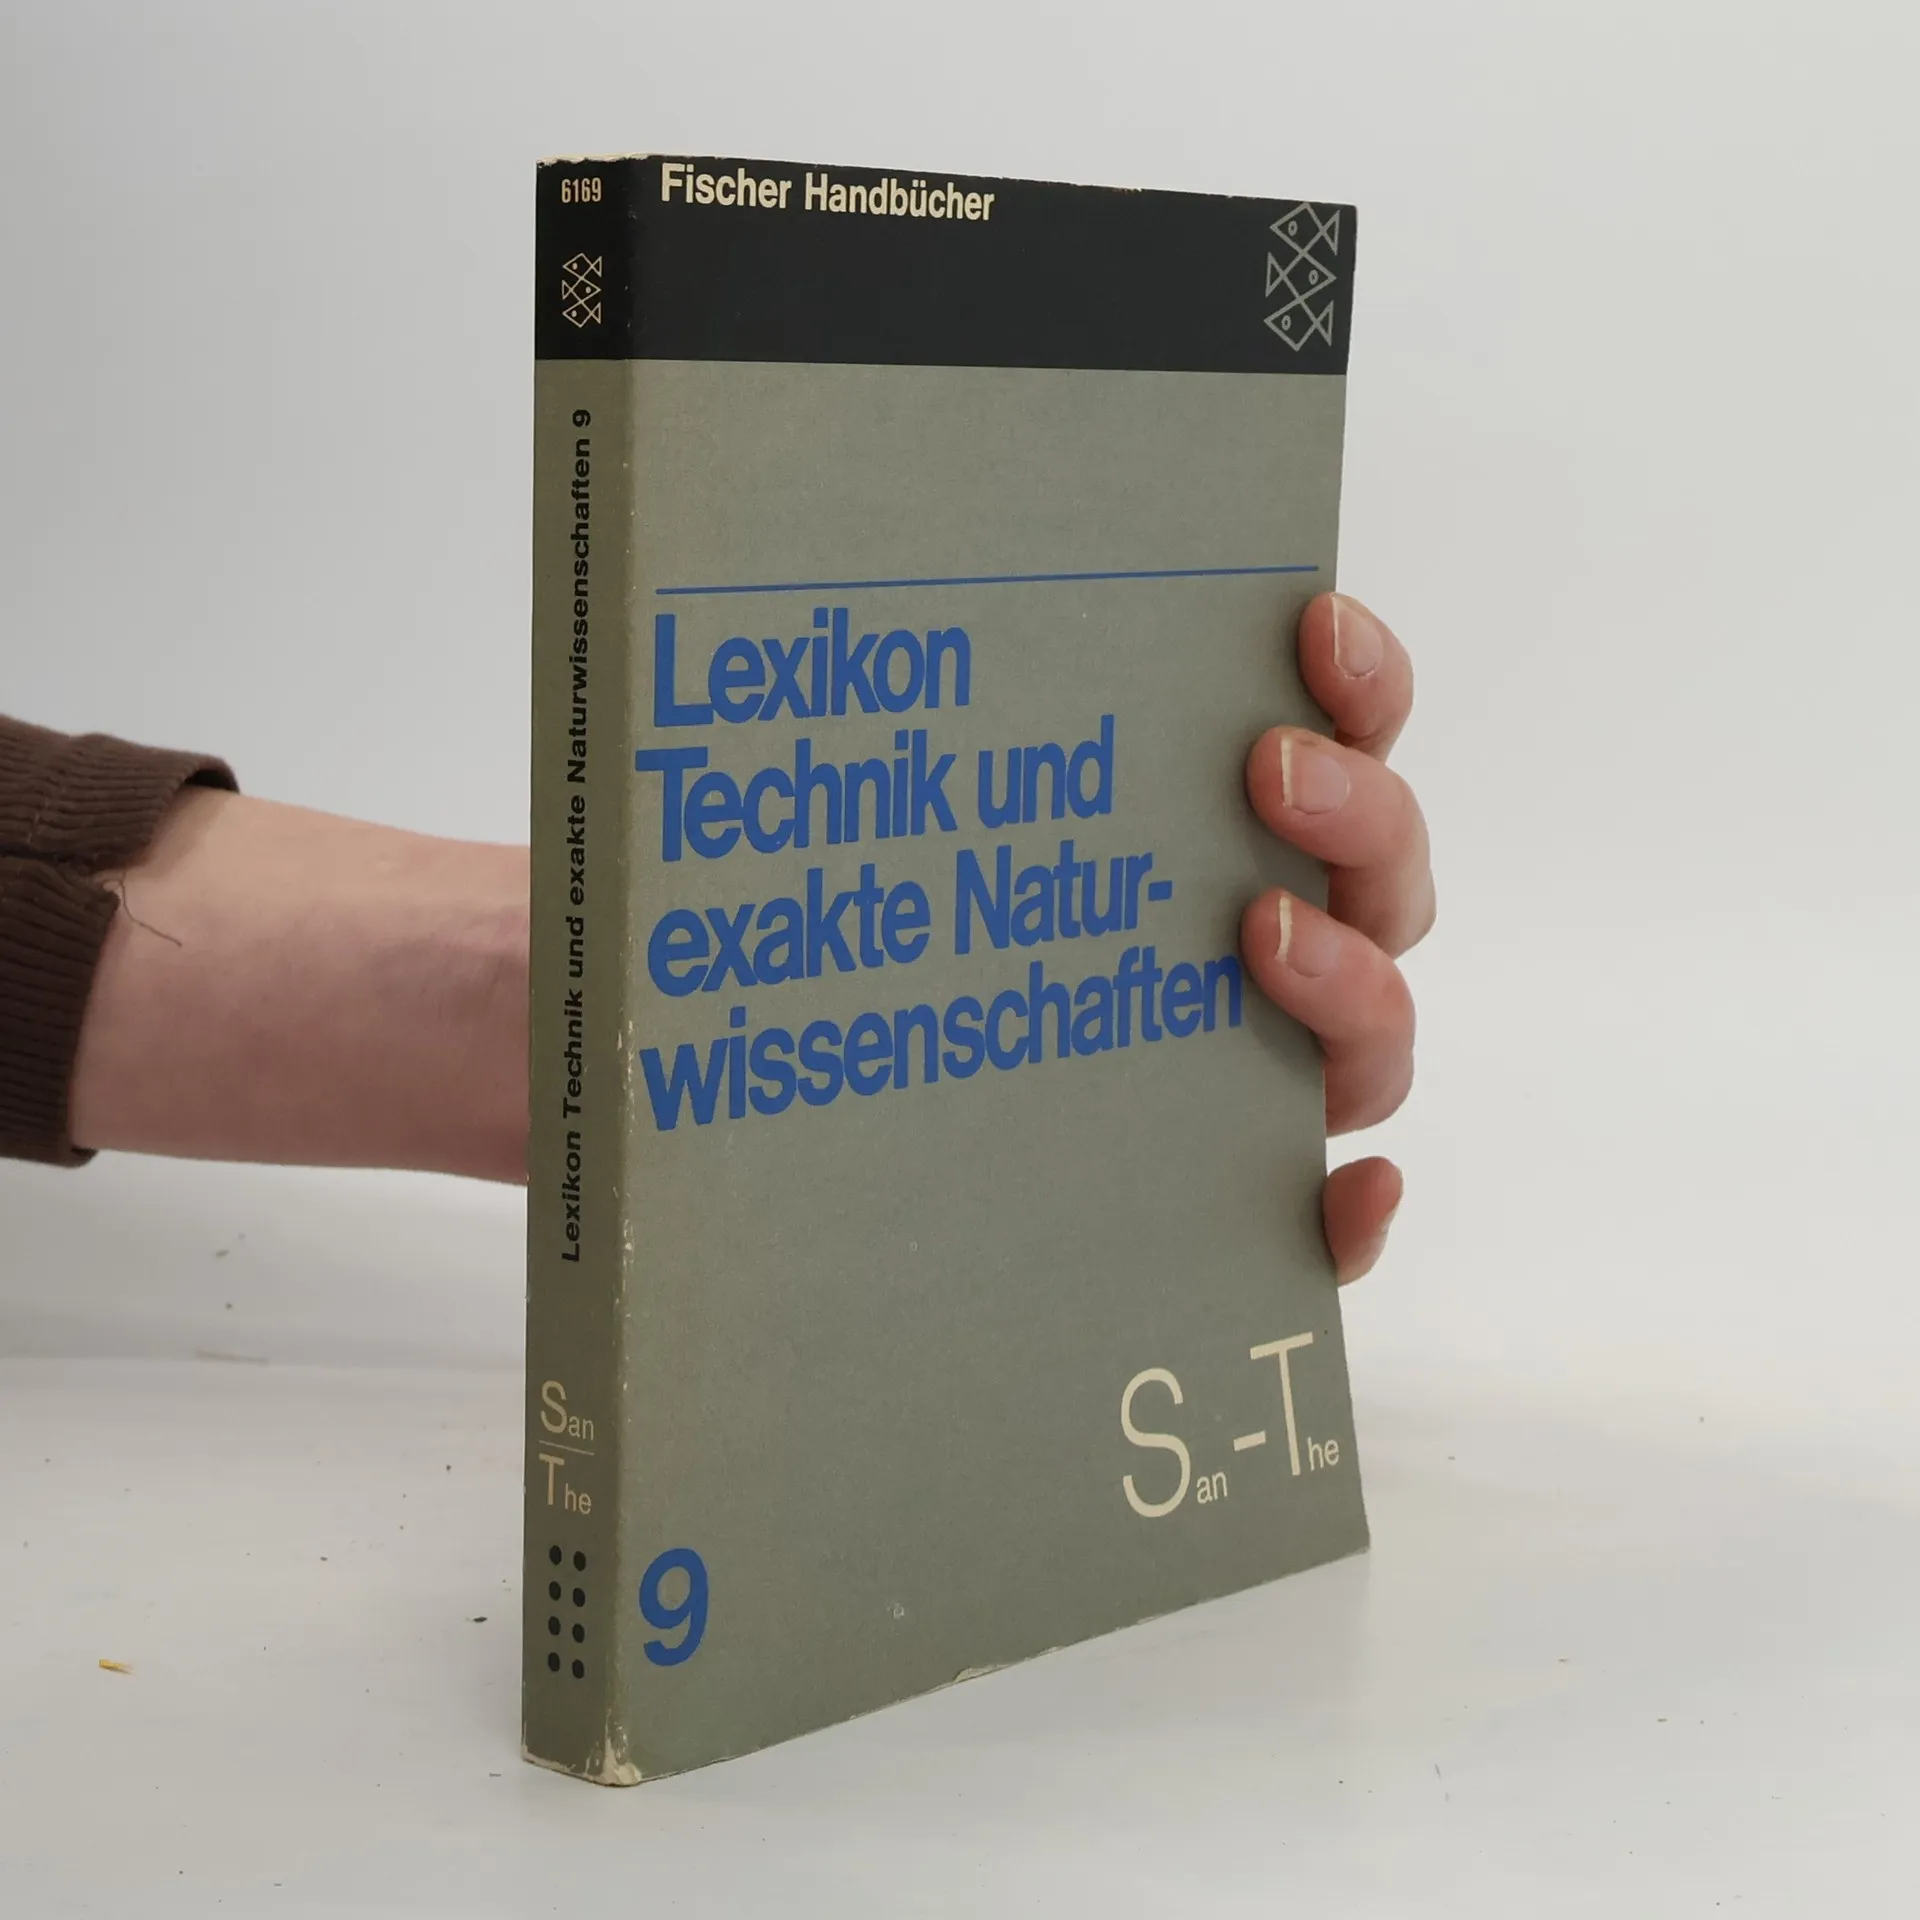 6169
Lexikon Technik und exakte Naturwissenschaften 9
San
The
Fischer Handbücher
Lexikon
Technik und
exakte Natur-
wissenschaften
San-The
9